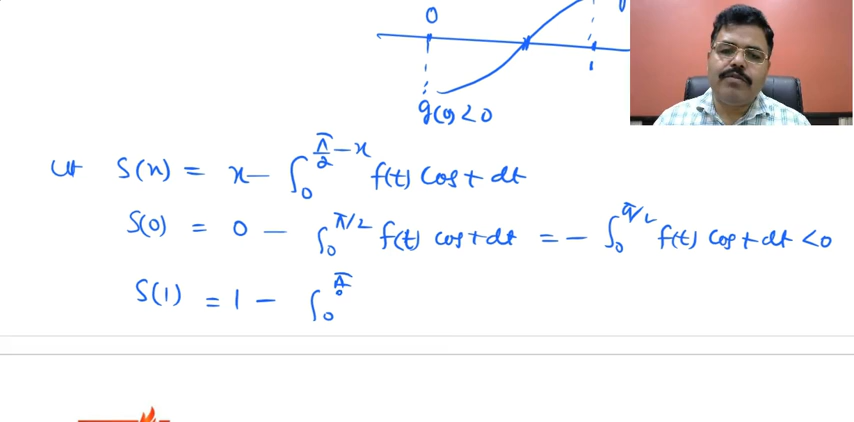 0
1
g(0) < 0
Let S(x) = x - ∫₀^{π/2 - x} f(t) cos t dt
S(0) = 0 - ∫₀^{π/2} f(t) cos t dt = - ∫₀^{π/2} f(t) cos t dt < 0
S(1) = 1 - ∫₀^π